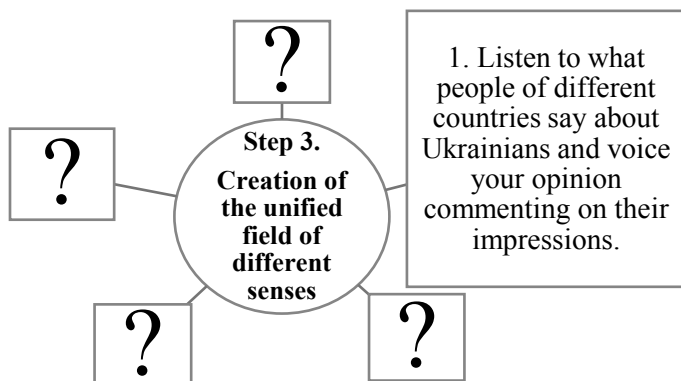 ?
1. Listen to what
people of different
countries say about
Ukrainians and voice
your opinion
commenting on their
impressions.
?
Step 3.
Creation of
the unified
field of
different
senses
?
?